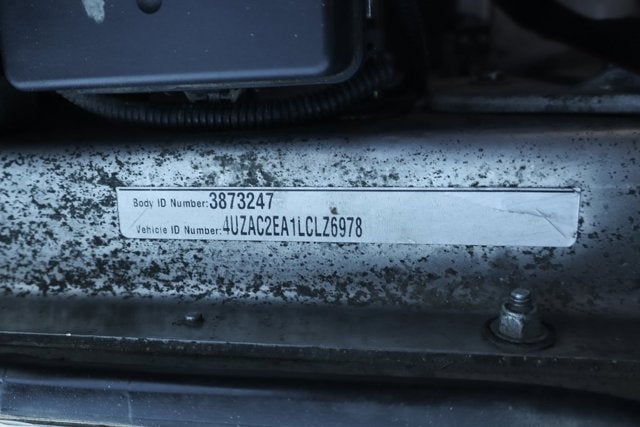 Body ID Number:3873247
Vehicle ID Number:4UZAC2EA1LCLZ6978